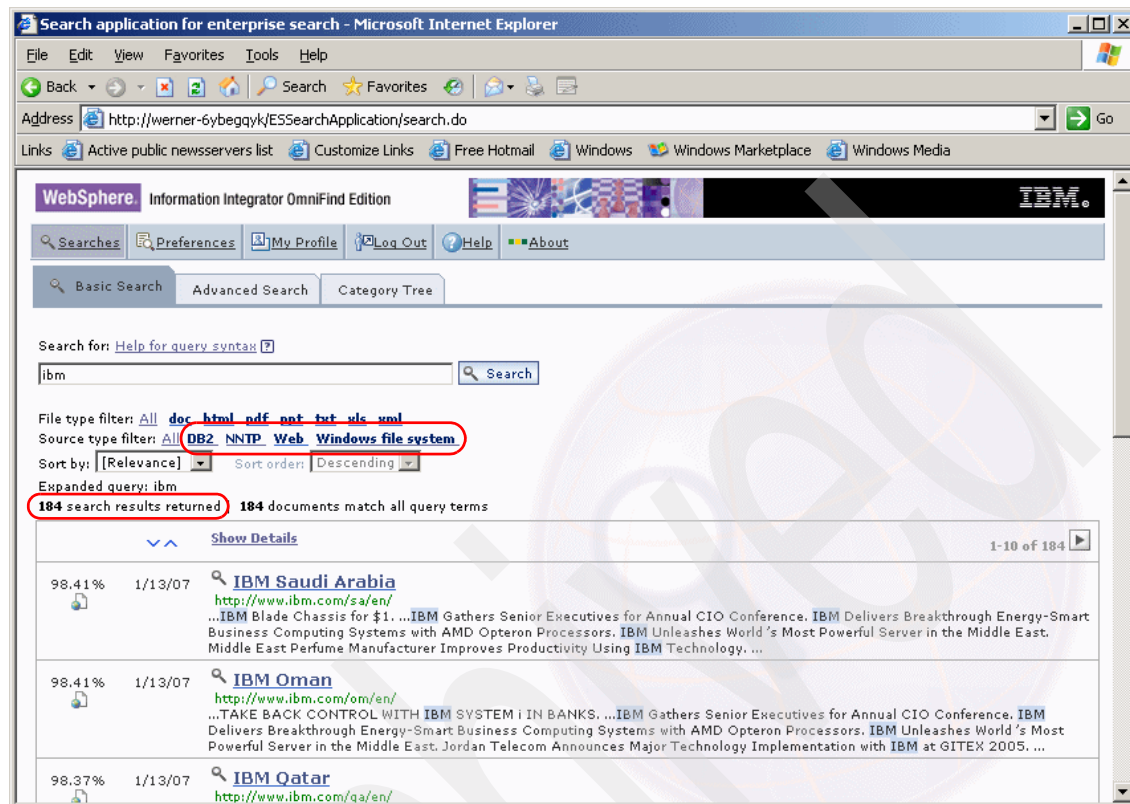 Search application for enterprise search - Microsoft Internet Explorer
File Edit View Favorites Tools Help
Back Search Favorites
Address http://werner-6ybegqyk/ESSearchApplication/search.do Go
Links Active public newsservers list Customize Links Free Hotmail Windows Windows Marketplace Windows Media
WebSphere. Information Integrator OmniFind Edition IBM.
Searches Preferences My Profile Log Out Help About
Basic Search Advanced Search Category Tree
Search for: Help for query syntax ?
ibm Search
File type filter: All doc html pdf ppt txt xls xml
Source type filter: All DB2 NNTP Web Windows file system
Sort by: [Relevance] Sort order: Descending
Expanded query: ibm
184 search results returned 184 documents match all query terms
Show Details 1-10 of 184
98.41% 1/13/07 IBM Saudi Arabia
http://www.ibm.com/sa/en/
...IBM Blade Chassis for $1. ...IBM Gathers Senior Executives for Annual CIO Conference. IBM Delivers Breakthrough Energy-Smart
Business Computing Systems with AMD Opteron Processors. IBM Unleashes World 's Most Powerful Server in the Middle East.
Middle East Perfume Manufacturer Improves Productivity Using IBM Technology. ...
98.41% 1/13/07 IBM Oman
http://www.ibm.com/om/en/
...TAKE BACK CONTROL WITH IBM SYSTEM i IN BANKS. ...IBM Gathers Senior Executives for Annual CIO Conference. IBM
Delivers Breakthrough Energy-Smart Business Computing Systems with AMD Opteron Processors. IBM Unleashes World 's Most
Powerful Server in the Middle East. Jordan Telecom Announces Major Technology Implementation with IBM at GITEX 2005. ...
98.37% 1/13/07 IBM Qatar
http://www.ibm.com/qa/en/